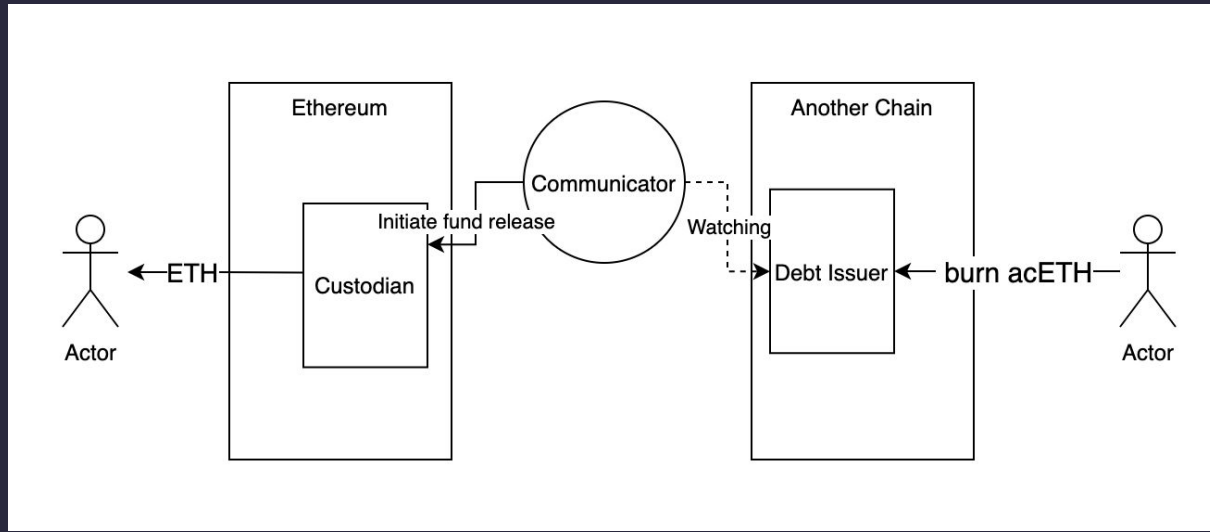 Ethereum
Communicator
Another Chain
Initiate fund release
Watching
ETH
Custodian
Debt Issuer
burn acETH
Actor
Actor